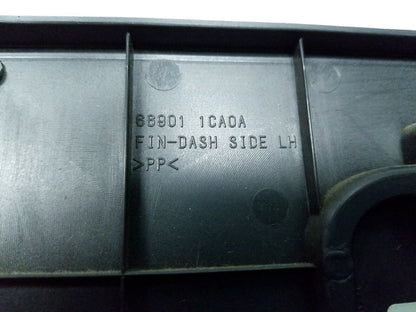 68901 1CA0A
FIN-DASH SIDE LH
>PP<